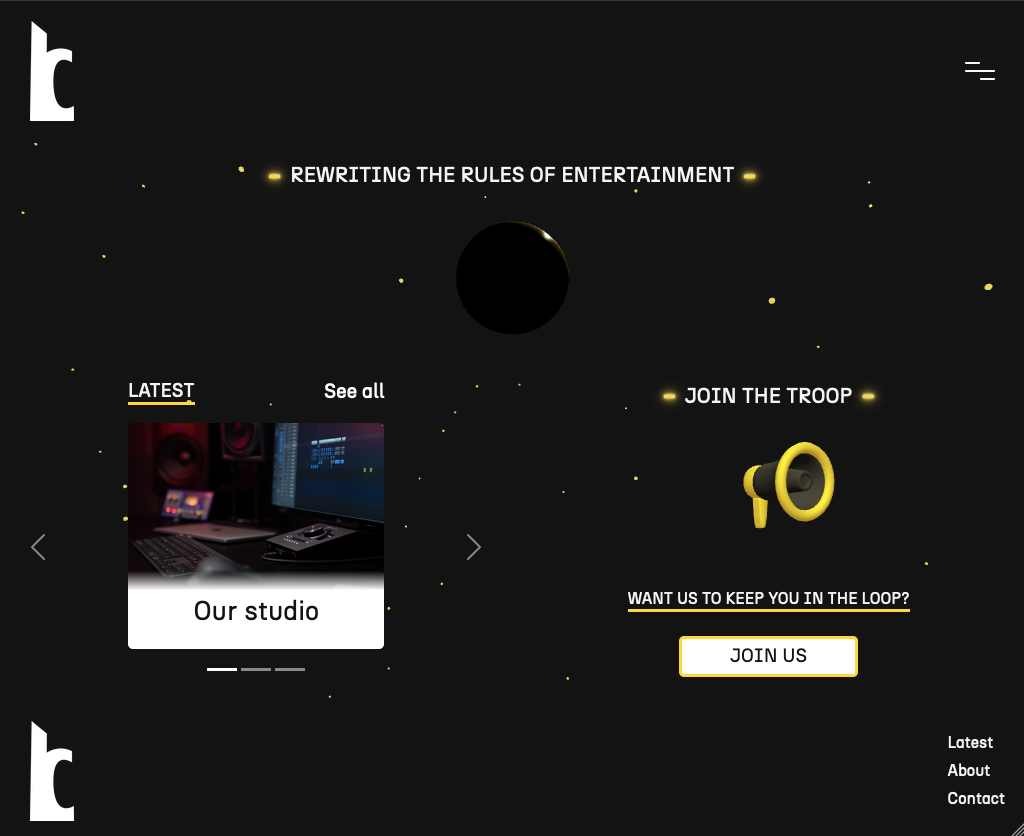 REWRITING THE RULES OF ENTERTAINMENT
LATEST
See all
Our studio
JOIN THE TROOP
WANT US TO KEEP YOU IN THE LOOP?
JOIN US
Latest
About
Contact